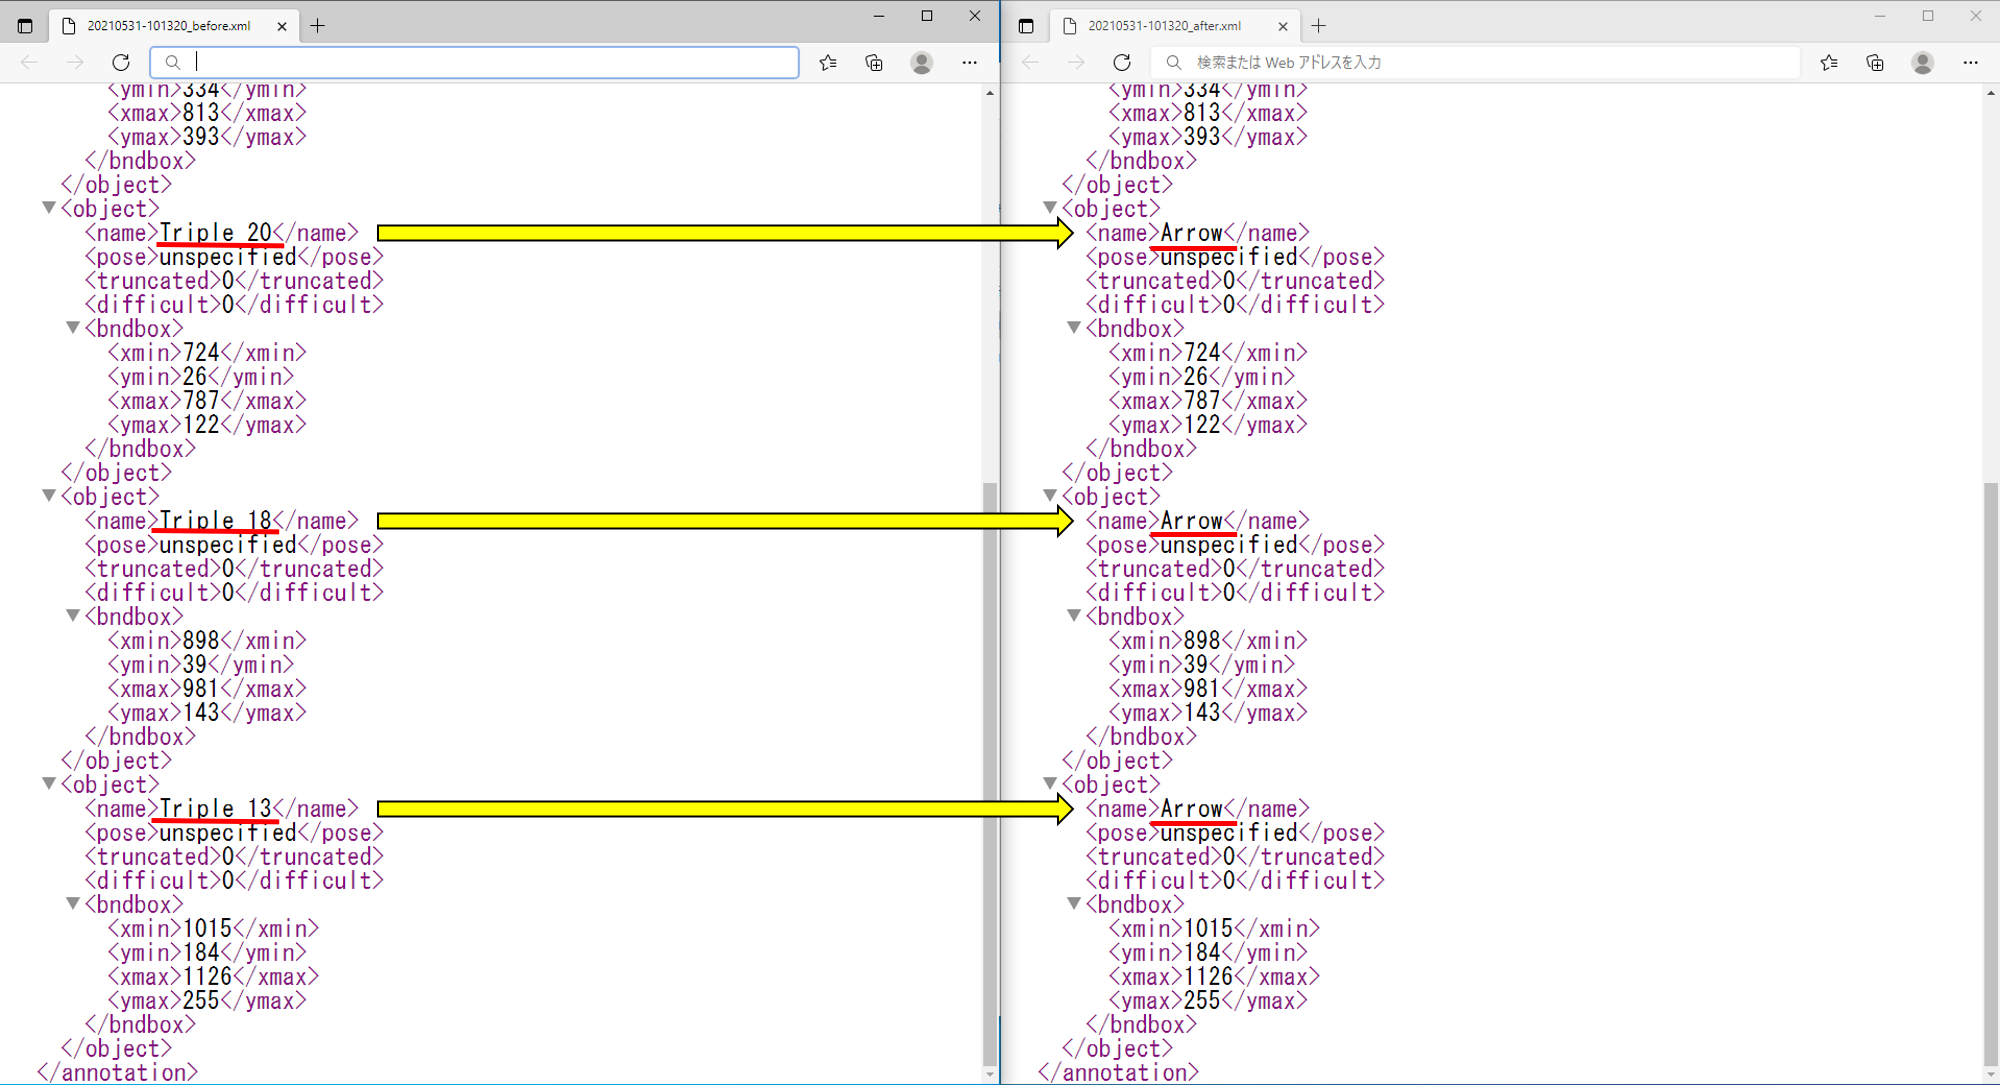 20210531-101320_before.xml
<ymin>334</ymin>
<xmax>813</xmax>
<ymax>393</ymax>
</bndbox>
</object>
▼<object>
<name>Triple 20</name>
<pose>unspecified</pose>
<truncated>0</truncated>
<difficult>0</difficult>
▼<bndbox>
<xmin>724</xmin>
<ymin>26</ymin>
<xmax>787</xmax>
<ymax>122</ymax>
</bndbox>
</object>
▼<object>
<name>Triple 18</name>
<pose>unspecified</pose>
<truncated>0</truncated>
<difficult>0</difficult>
▼<bndbox>
<xmin>898</xmin>
<ymin>39</ymin>
<xmax>981</xmax>
<ymax>143</ymax>
</bndbox>
</object>
▼<object>
<name>Triple 13</name>
<pose>unspecified</pose>
<truncated>0</truncated>
<difficult>0</difficult>
▼<bndbox>
<xmin>1015</xmin>
<ymin>184</ymin>
<xmax>1126</xmax>
<ymax>255</ymax>
</bndbox>
</object>
</annotation>
20210531-101320_after.xml
検索または Web アドレスを入力
<ymin>334</ymin>
<xmax>813</xmax>
<ymax>393</ymax>
</bndbox>
</object>
▼<object>
<name>Arrow</name>
<pose>unspecified</pose>
<truncated>0</truncated>
<difficult>0</difficult>
▼<bndbox>
<xmin>724</xmin>
<ymin>26</ymin>
<xmax>787</xmax>
<ymax>122</ymax>
</bndbox>
</object>
▼<object>
<name>Arrow</name>
<pose>unspecified</pose>
<truncated>0</truncated>
<difficult>0</difficult>
▼<bndbox>
<xmin>898</xmin>
<ymin>39</ymin>
<xmax>981</xmax>
<ymax>143</ymax>
</bndbox>
</object>
▼<object>
<name>Arrow</name>
<pose>unspecified</pose>
<truncated>0</truncated>
<difficult>0</difficult>
▼<bndbox>
<xmin>1015</xmin>
<ymin>184</ymin>
<xmax>1126</xmax>
<ymax>255</ymax>
</bndbox>
</object>
</annotation>